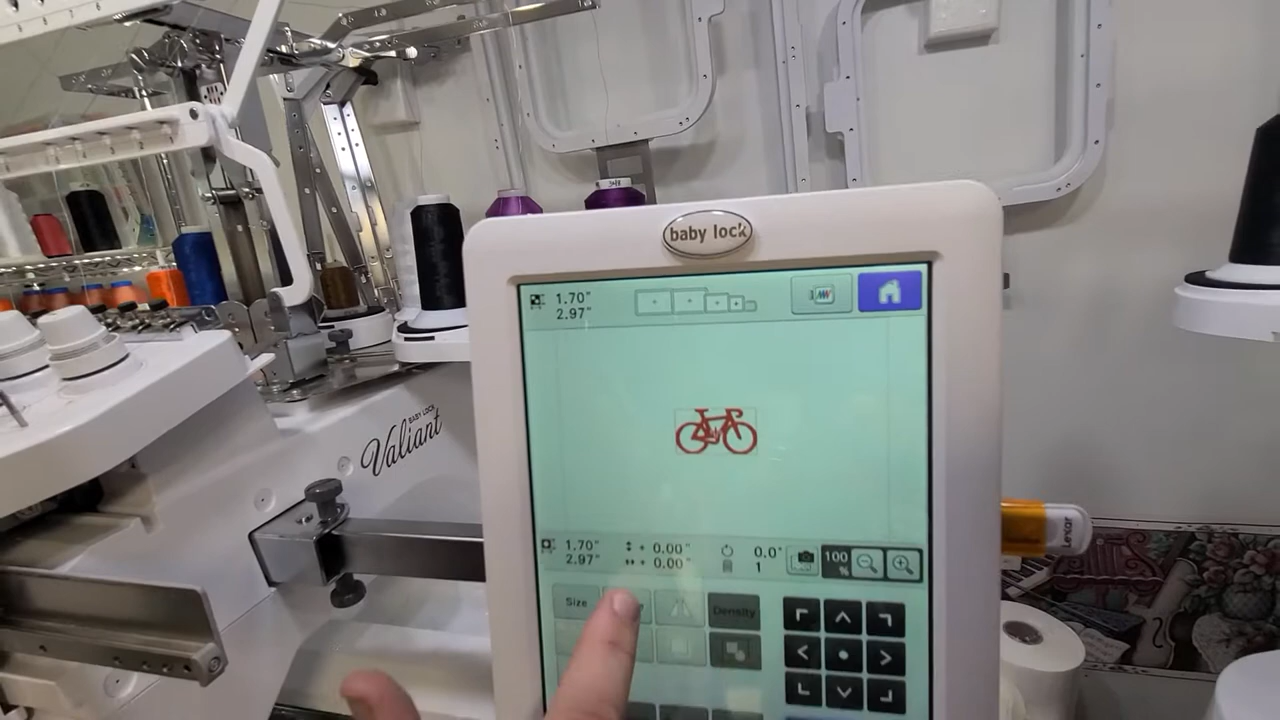 baby lock
1.70"
2.97"
BABY LOCK
Valiant
1.70"
2.97"
+ 0.00"
+ 0.00"
0.0°
1
100
%
Size
Density
Lexar